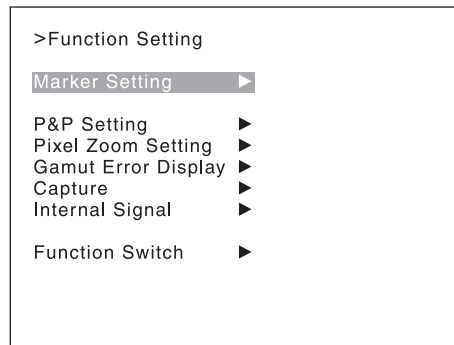 >Function Setting
Marker Setting ▶
P&P Setting ▶
Pixel Zoom Setting ▶
Gamut Error Display ▶
Capture ▶
Internal Signal ▶
Function Switch ▶